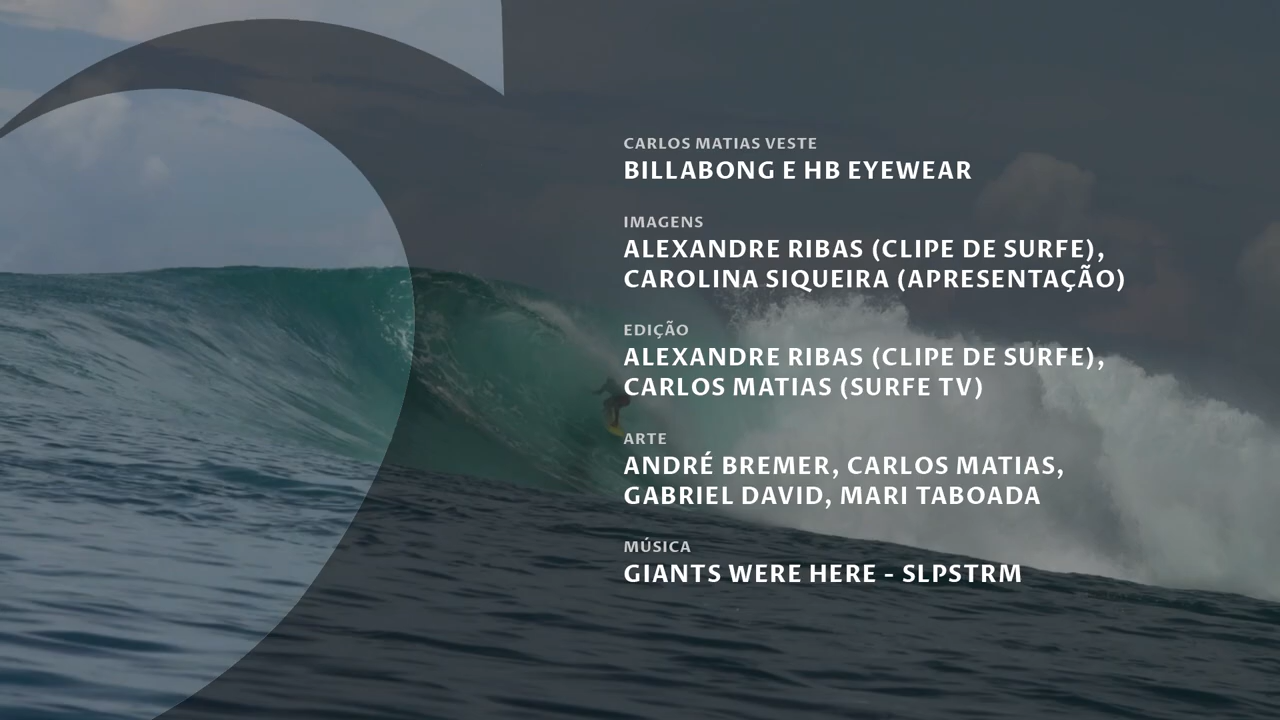 CARLOS MATIAS VESTE
BILLABONG E HB EYEWEAR
IMAGENS
ALEXANDRE RIBAS (CLIPE DE SURFE),
CAROLINA SIQUEIRA (APRESENTAÇÃO)
EDIÇÃO
ALEXANDRE RIBAS (CLIPE DE SURFE),
CARLOS MATIAS (SURFE TV)
ARTE
ANDRÉ BREMER, CARLOS MATIAS,
GABRIEL DAVID, MARI TABOADA
MÚSICA
GIANTS WERE HERE - SLPSTRM